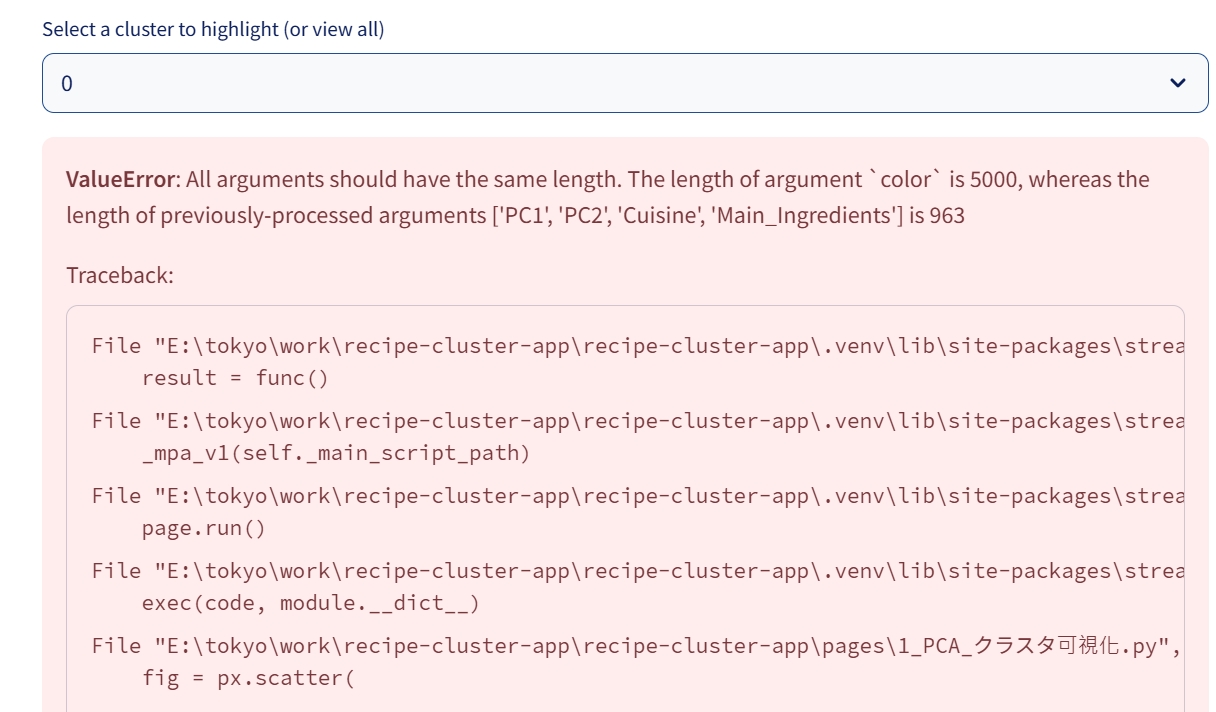 Select a cluster to highlight (or view all)
0
ValueError: All arguments should have the same length. The length of argument `color` is 5000, whereas the
length of previously-processed arguments ['PC1', 'PC2', 'Cuisine', 'Main_Ingredients'] is 963
Traceback:
File "E:\tokyo\work\recipe-cluster-app\recipe-cluster-app\.venv\lib\site-packages\strea
result = func()
File "E:\tokyo\work\recipe-cluster-app\recipe-cluster-app\.venv\lib\site-packages\strea
_mpa_v1(self._main_script_path)
File "E:\tokyo\work\recipe-cluster-app\recipe-cluster-app\.venv\lib\site-packages\strea
page.run()
File "E:\tokyo\work\recipe-cluster-app\recipe-cluster-app\.venv\lib\site-packages\strea
exec(code, module.__dict__)
File "E:\tokyo\work\recipe-cluster-app\recipe-cluster-app\pages\1_PCA_クラスタ可視化.py",
fig = px.scatter(